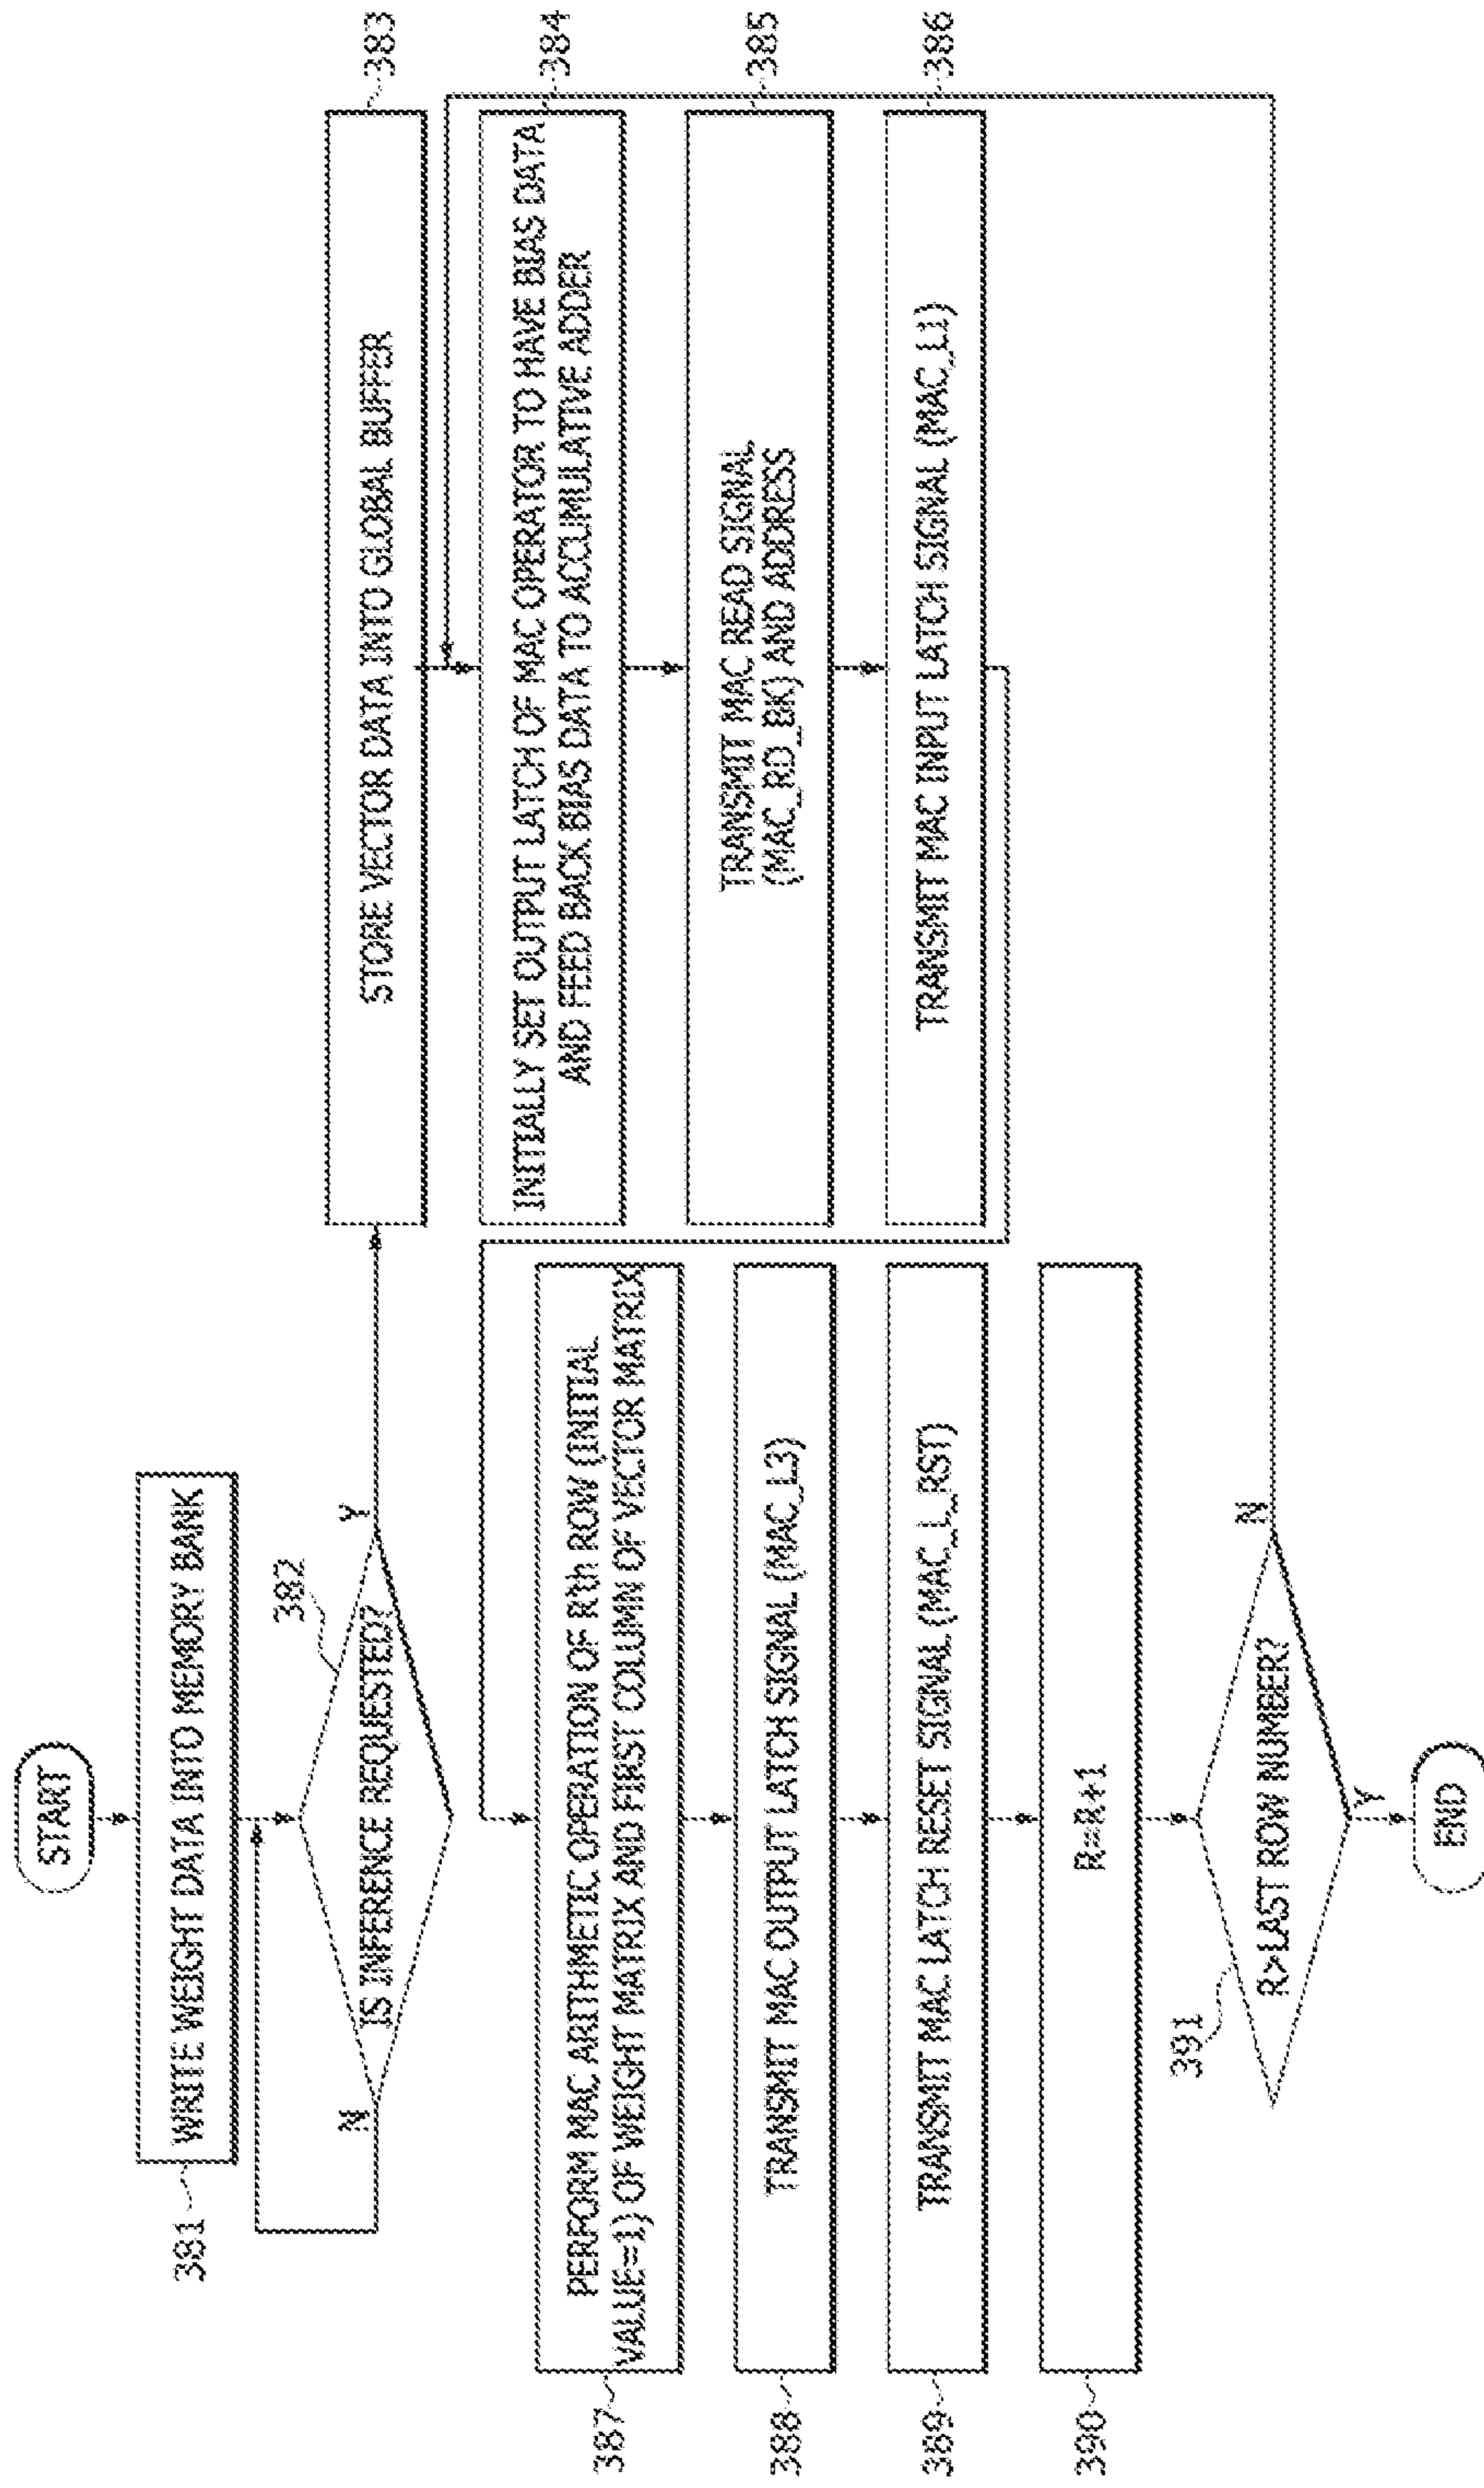 START
WRITE WEIGHT DATA INTO MEMORY BANK
381
IS INFERENCE REQUESTED?
382
N
Y
STORE VECTOR DATA INTO GLOBAL BUFFER
383
INITIALLY SET OUTPUT LATCH OF MAC OPERATOR TO HAVE BIAS DATA
AND FEED BACK BIAS DATA TO ACCUMULATIVE ADDER
384
TRANSMIT MAC READ SIGNAL
(MAC_RD_BK) AND ADDRESS
385
TRANSMIT MAC INPUT LATCH SIGNAL (MAC_L1)
386
PERFORM MAC ARITHMETIC OPERATION OF Rth ROW (INITIAL
VALUE=1) OF WEIGHT MATRIX AND FIRST COLUMN OF VECTOR MATRIX
387
TRANSMIT MAC OUTPUT LATCH SIGNAL (MAC_L3)
388
TRANSMIT MAC LATCH RESET SIGNAL (MAC_L_RST)
389
R=R+1
390
R>LAST ROW NUMBER?
391
N
Y
END